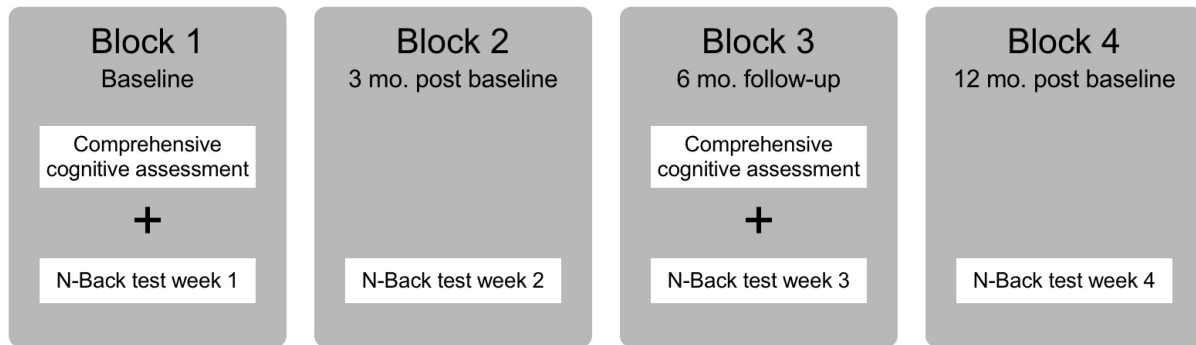 Block 1
Baseline
Comprehensive
cognitive assessment
+
N-Back test week 1
Block 2
3 mo. post baseline
N-Back test week 2
Block 3
6 mo. follow-up
Comprehensive
cognitive assessment
+
N-Back test week 3
Block 4
12 mo. post baseline
N-Back test week 4